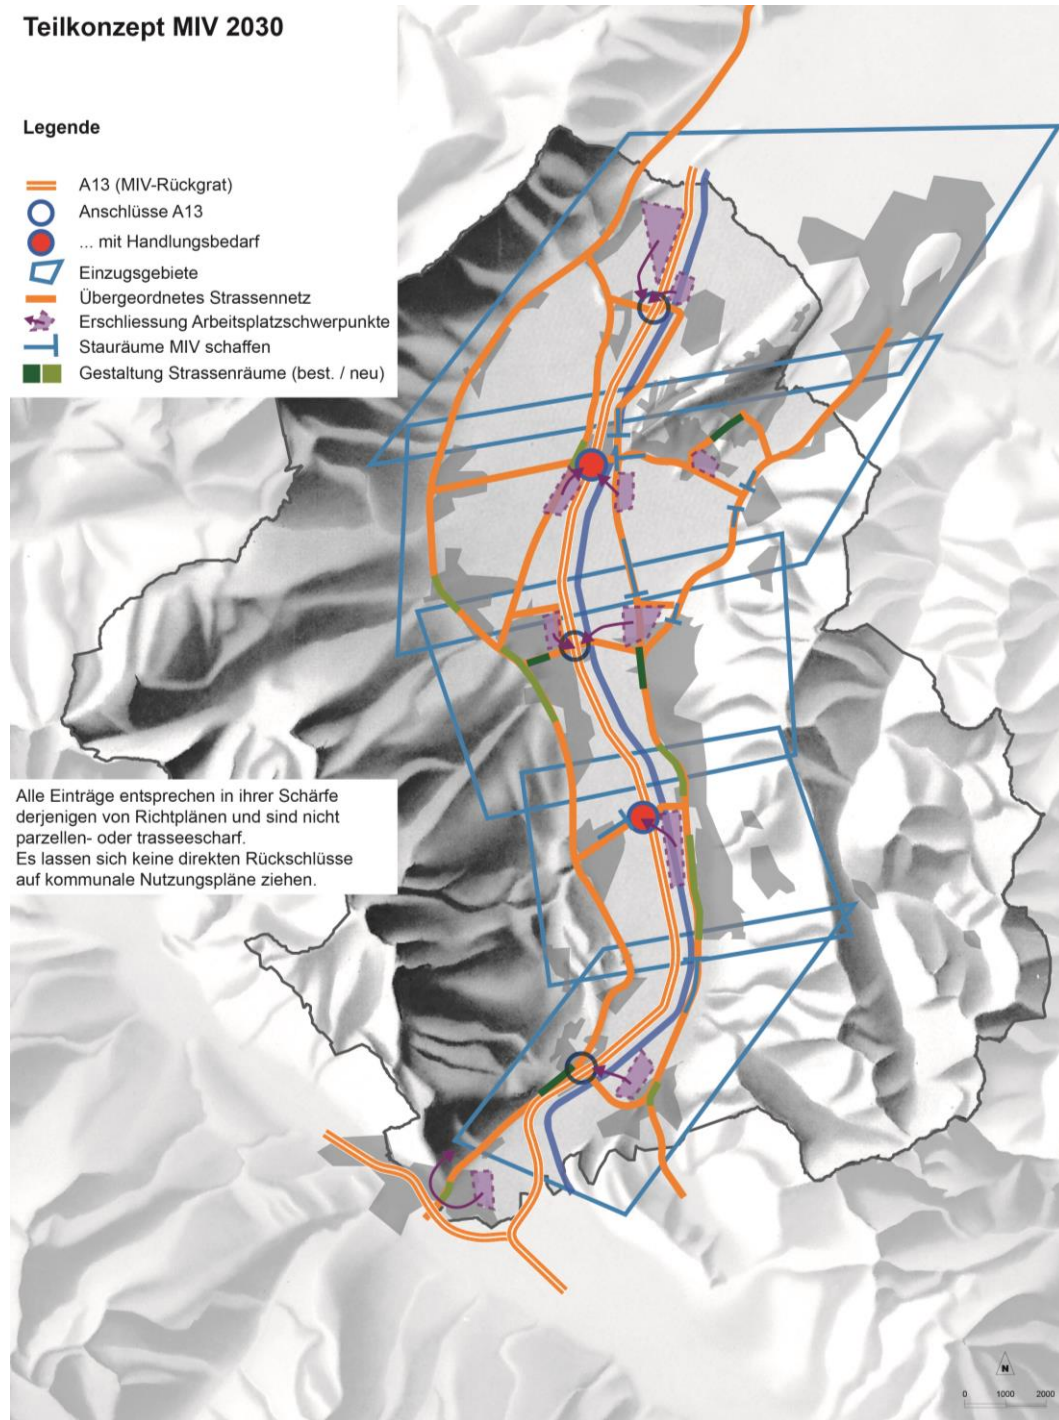 Teilkonzept MIV 2030
Legende
A13 (MIV-Rückgrat)
Anschlüsse A13
... mit Handlungsbedarf
Einzugsgebiete
Übergeordnetes Strassennetz
Erschliessung Arbeitsplatzschwerpunkte
Stauräume MIV schaffen
Gestaltung Strassenräume (best. / neu)
Alle Einträge entsprechen in ihrer Schärfe
derjenigen von Richtplänen und sind nicht
parzellen- oder trasseescharf.
Es lassen sich keine direkten Rückschlüsse
auf kommunale Nutzungspläne ziehen.
N
0 1000 2000